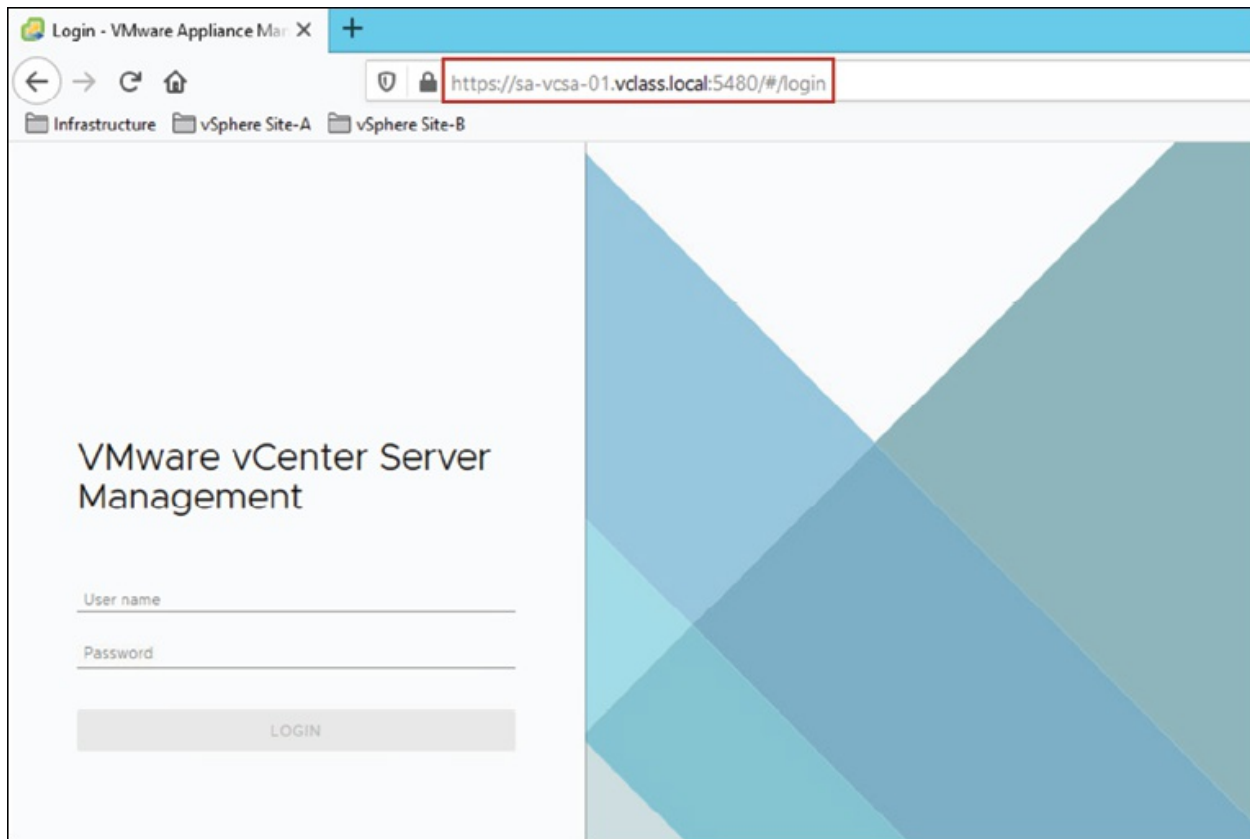 Login - VMware Appliance Mar
https://sa-vcsa-01.vclass.local:5480/#/login
Infrastructure vSphere Site-A vSphere Site-B
VMware vCenter Server
Management
User name
Password
LOGIN